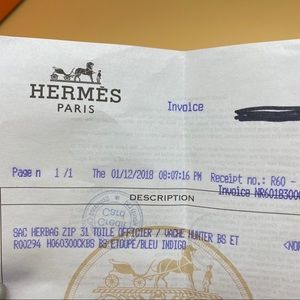 HERMÈS
PARIS
Invoice
Page n 1/1 The 01/12/2018 08:07:16 PM Receipt no.: R60 -
Invoice NR60183000
DESCRIPTION
SAC HERBAG ZIP 31 TOILE OFFICIER / VACHE HUNTER BS ET
R00294 H060300CKBS BS ETOUPE/BLEU INDIGO